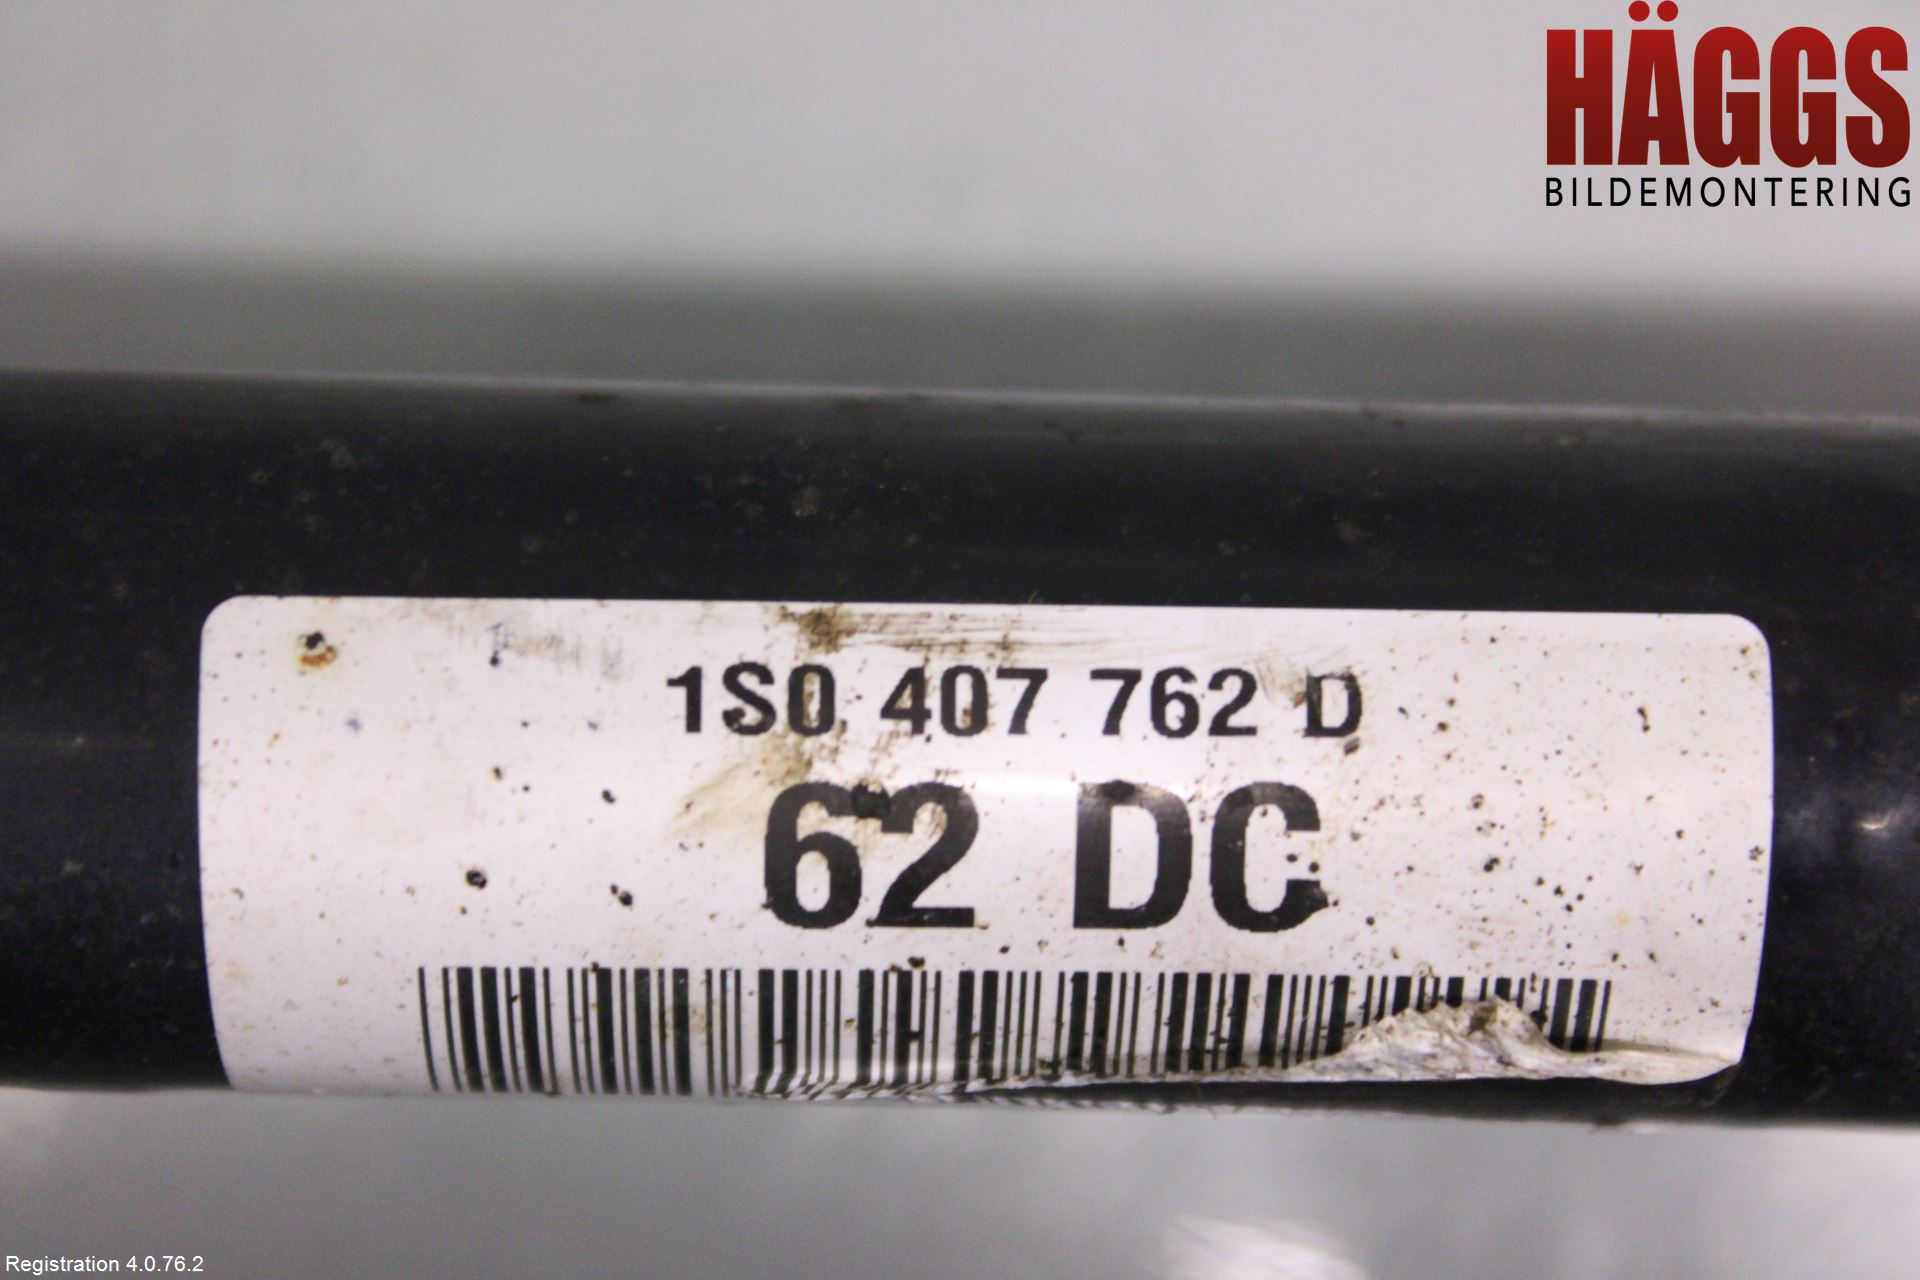 HÄGGS
BILDEMONTERING
1S0 407 762 D
62 DC
Registration 4.0.76.2